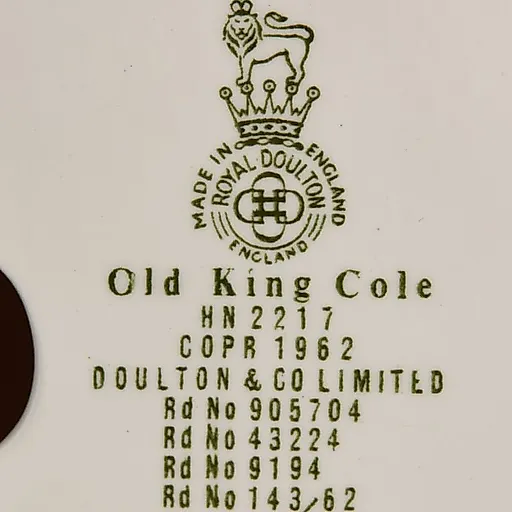 MADE IN ENGLAND
ROYAL·DOULTON
ENGLAND
Old King Cole
HN 2217
COPR 1962
DOULTON & CO LIMITED
Rd No 905704
Rd No 43224
Rd No 9194
Rd No 143/62